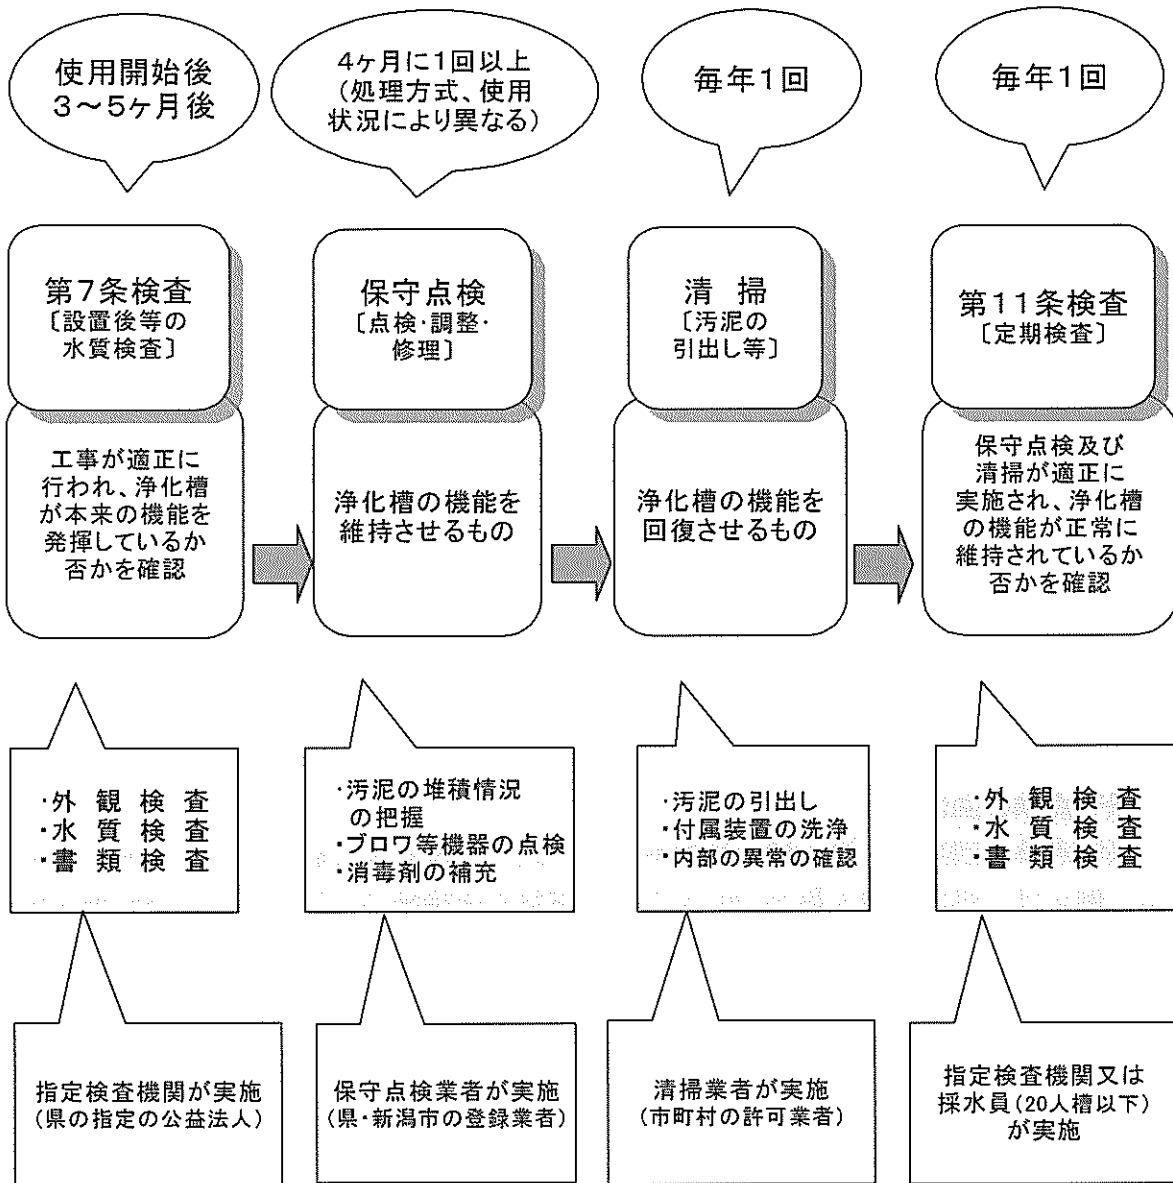 使用開始後
3～5ヶ月後
4ヶ月に1回以上
（処理方式、使用
状況により異なる）
毎年1回
毎年1回
第7条検査
〔設置後等の
水質検査〕
保守点検
〔点検・調整・
修理〕
清　掃
〔汚泥の
引出し等〕
第11条検査
〔定期検査〕
工事が適正に
行われ、浄化槽
が本来の機能を
発揮しているか
否かを確認
浄化槽の機能を
維持させるもの
浄化槽の機能を
回復させるもの
保守点検及び
清掃が適正に
実施され、浄化槽
の機能が正常に
維持されているか
否かを確認
・外　観　検　査
・水　質　検　査
・書　類　検　査
・汚泥の堆積情況
の把握
・ブロワ等機器の点検
・消毒剤の補充
・汚泥の引出し
・付属装置の洗浄
・内部の異常の確認
・外　観　検　査
・水　質　検　査
・書　類　検　査
指定検査機関が実施
（県の指定の公益法人）
保守点検業者が実施
（県・新潟市の登録業者）
清掃業者が実施
（市町村の許可業者）
指定検査機関又は
採水員（20人槽以下）
が実施